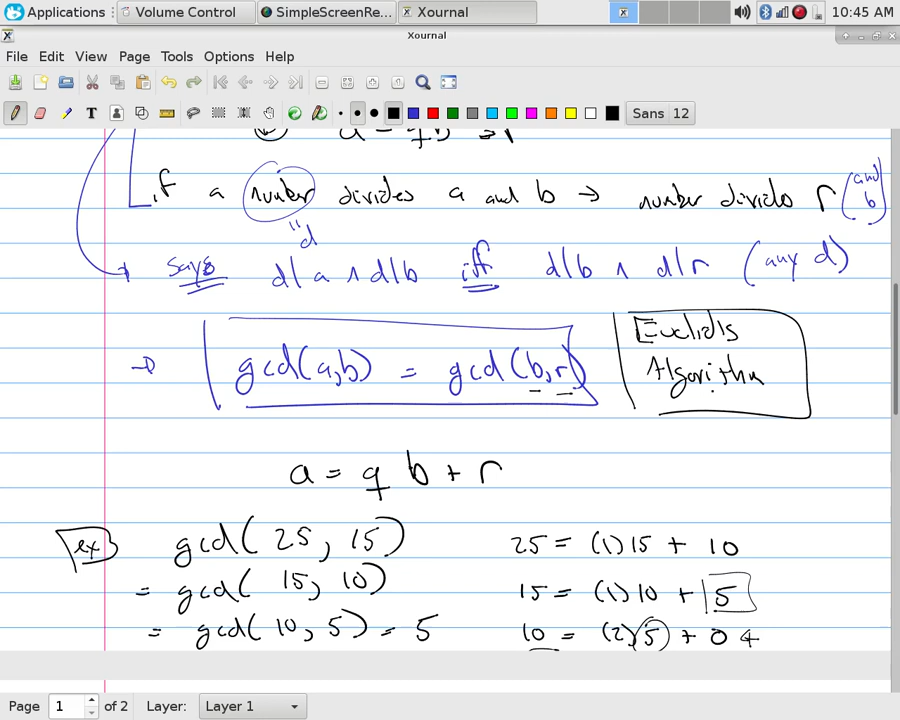 Applications Volume Control SimpleScreenRe... Xournal 10:45 AM
Xournal
File Edit View Page Tools Options Help
Sans 12
if a number divides a and b → number divides r (and b)
"d
says d|a ∧ d|b iff d|b ∧ d|r (any d)
→ gcd(a,b) = gcd(b,r)
Euclids
Algorithm
a = q b + r
ex gcd( 25, 15) 25 = (1) 15 + 10
= gcd( 15, 10) 15 = (1) 10 + 5
= gcd( 10, 5) = 5 10 = (2)(5) + 0 ←
Page 1 of 2 Layer: Layer 1